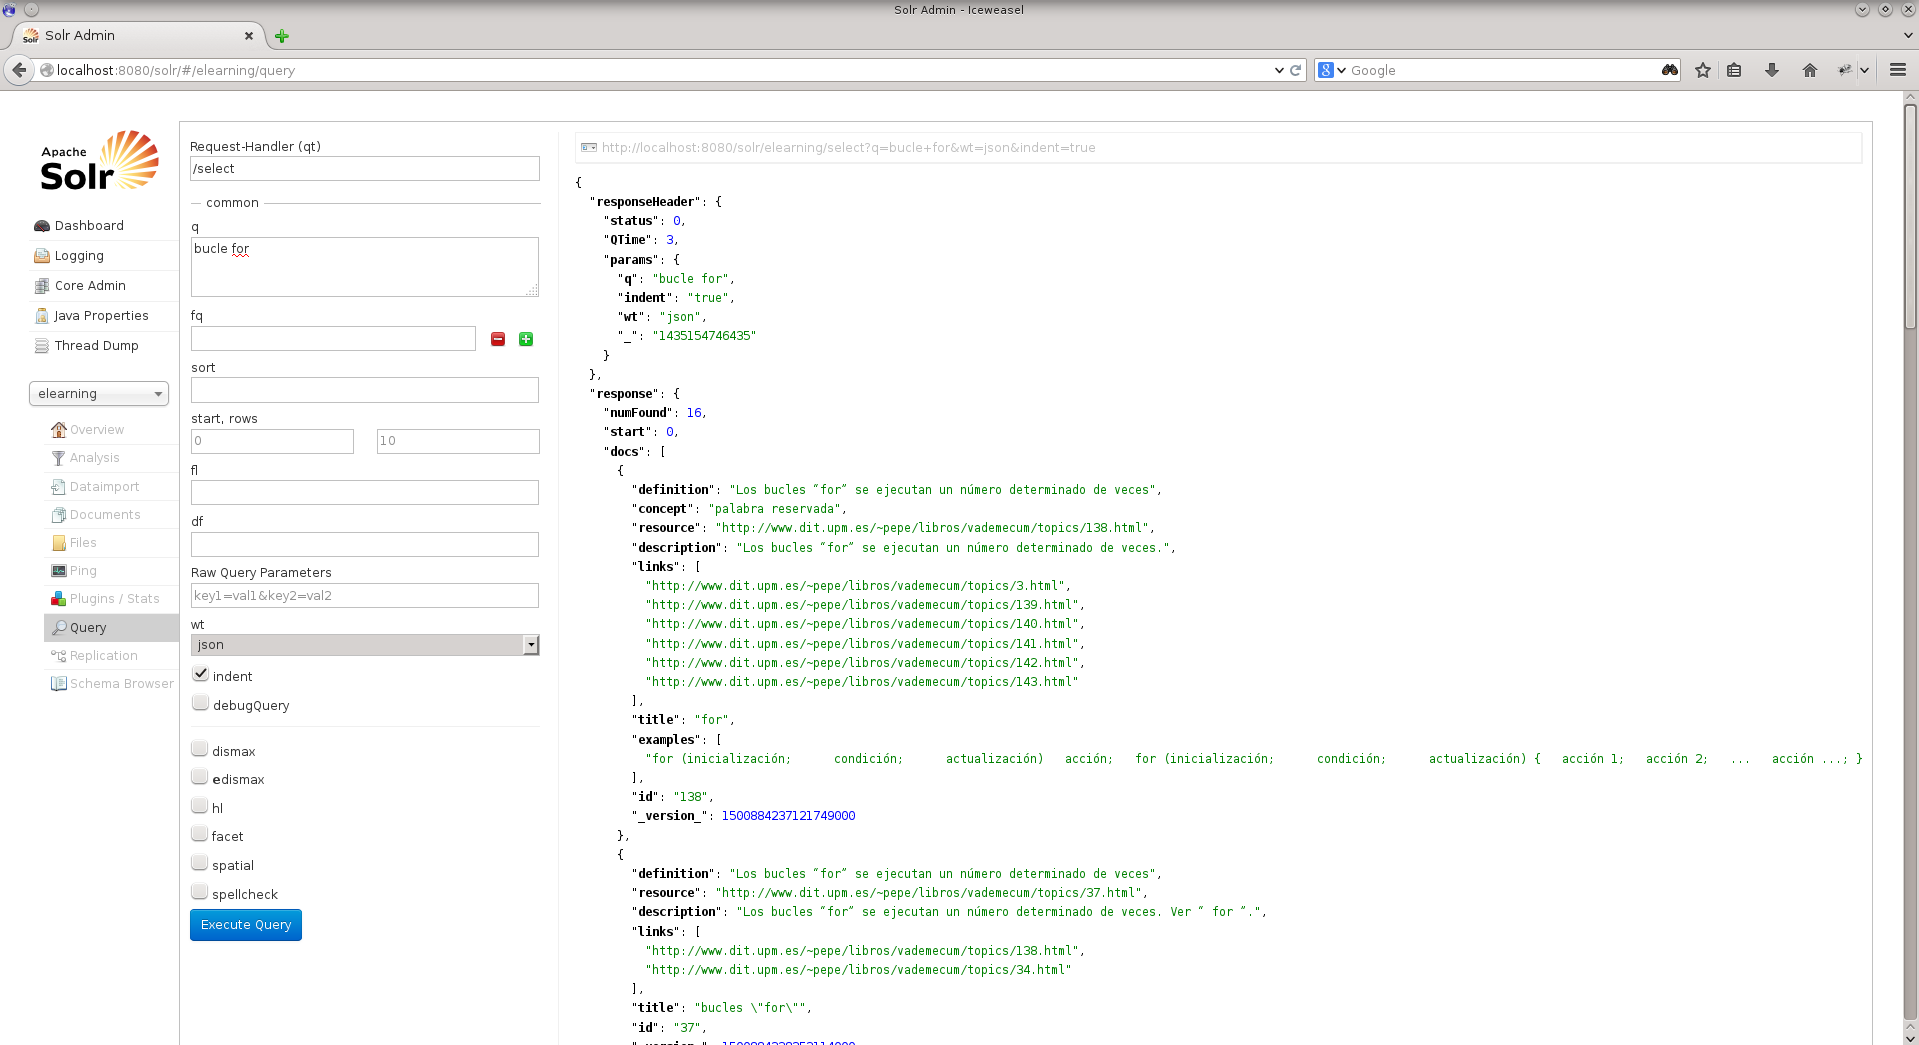 Solr Admin - Iceweasel
Solr Admin
localhost:8080/solr/#/elearning/query
Google
Apache
Solr
Dashboard
Logging
Core Admin
Java Properties
Thread Dump
elearning
Overview
Analysis
Dataimport
Documents
Files
Ping
Plugins / Stats
Query
Replication
Schema Browser
Request-Handler (qt)
/select
common
q
bucle for
fq
sort
start, rows
0 10
fl
df
Raw Query Parameters
key1=val1&key2=val2
wt
json
indent
debugQuery
dismax
edismax
hl
facet
spatial
spellcheck
Execute Query
http://localhost:8080/solr/elearning/select?q=bucle+for&wt=json&indent=true
{
"responseHeader": {
"status": 0,
"QTime": 3,
"params": {
"q": "bucle for",
"indent": "true",
"wt": "json",
"_": "1435154746435"
}
},
"response": {
"numFound": 16,
"start": 0,
"docs": [
{
"definition": "Los bucles “for” se ejecutan un número determinado de veces",
"concept": "palabra reservada",
"resource": "http://www.dit.upm.es/~pepe/libros/vademecum/topics/138.html",
"description": "Los bucles “for” se ejecutan un número determinado de veces.",
"links": [
"http://www.dit.upm.es/~pepe/libros/vademecum/topics/3.html",
"http://www.dit.upm.es/~pepe/libros/vademecum/topics/139.html",
"http://www.dit.upm.es/~pepe/libros/vademecum/topics/140.html",
"http://www.dit.upm.es/~pepe/libros/vademecum/topics/141.html",
"http://www.dit.upm.es/~pepe/libros/vademecum/topics/142.html",
"http://www.dit.upm.es/~pepe/libros/vademecum/topics/143.html"
],
"title": "for",
"examples": [
"for (inicialización; condición; actualización) acción; for (inicialización; condición; actualización) { acción 1; acción 2; ... acción ...; }
],
"id": "138",
"_version_": 1500884237121749000
},
{
"definition": "Los bucles “for” se ejecutan un número determinado de veces",
"resource": "http://www.dit.upm.es/~pepe/libros/vademecum/topics/37.html",
"description": "Los bucles “for” se ejecutan un número determinado de veces. Ver “ for ”.",
"links": [
"http://www.dit.upm.es/~pepe/libros/vademecum/topics/138.html",
"http://www.dit.upm.es/~pepe/libros/vademecum/topics/34.html"
],
"title": "bucles \"for\"",
"id": "37",